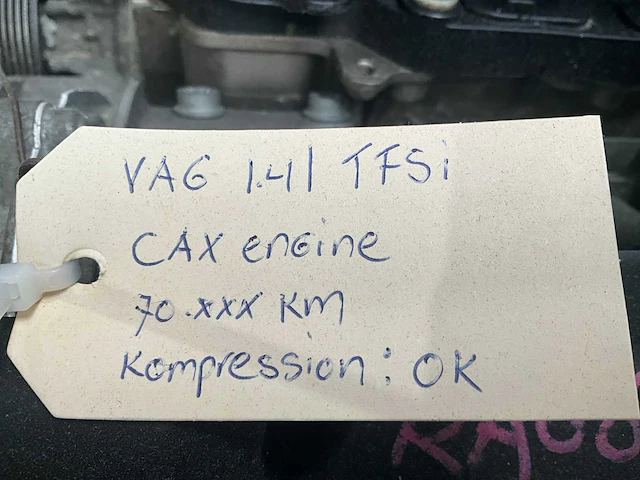 VAG 1.4l TFSi
CAX engine
70.xxx KM
Kompression: OK